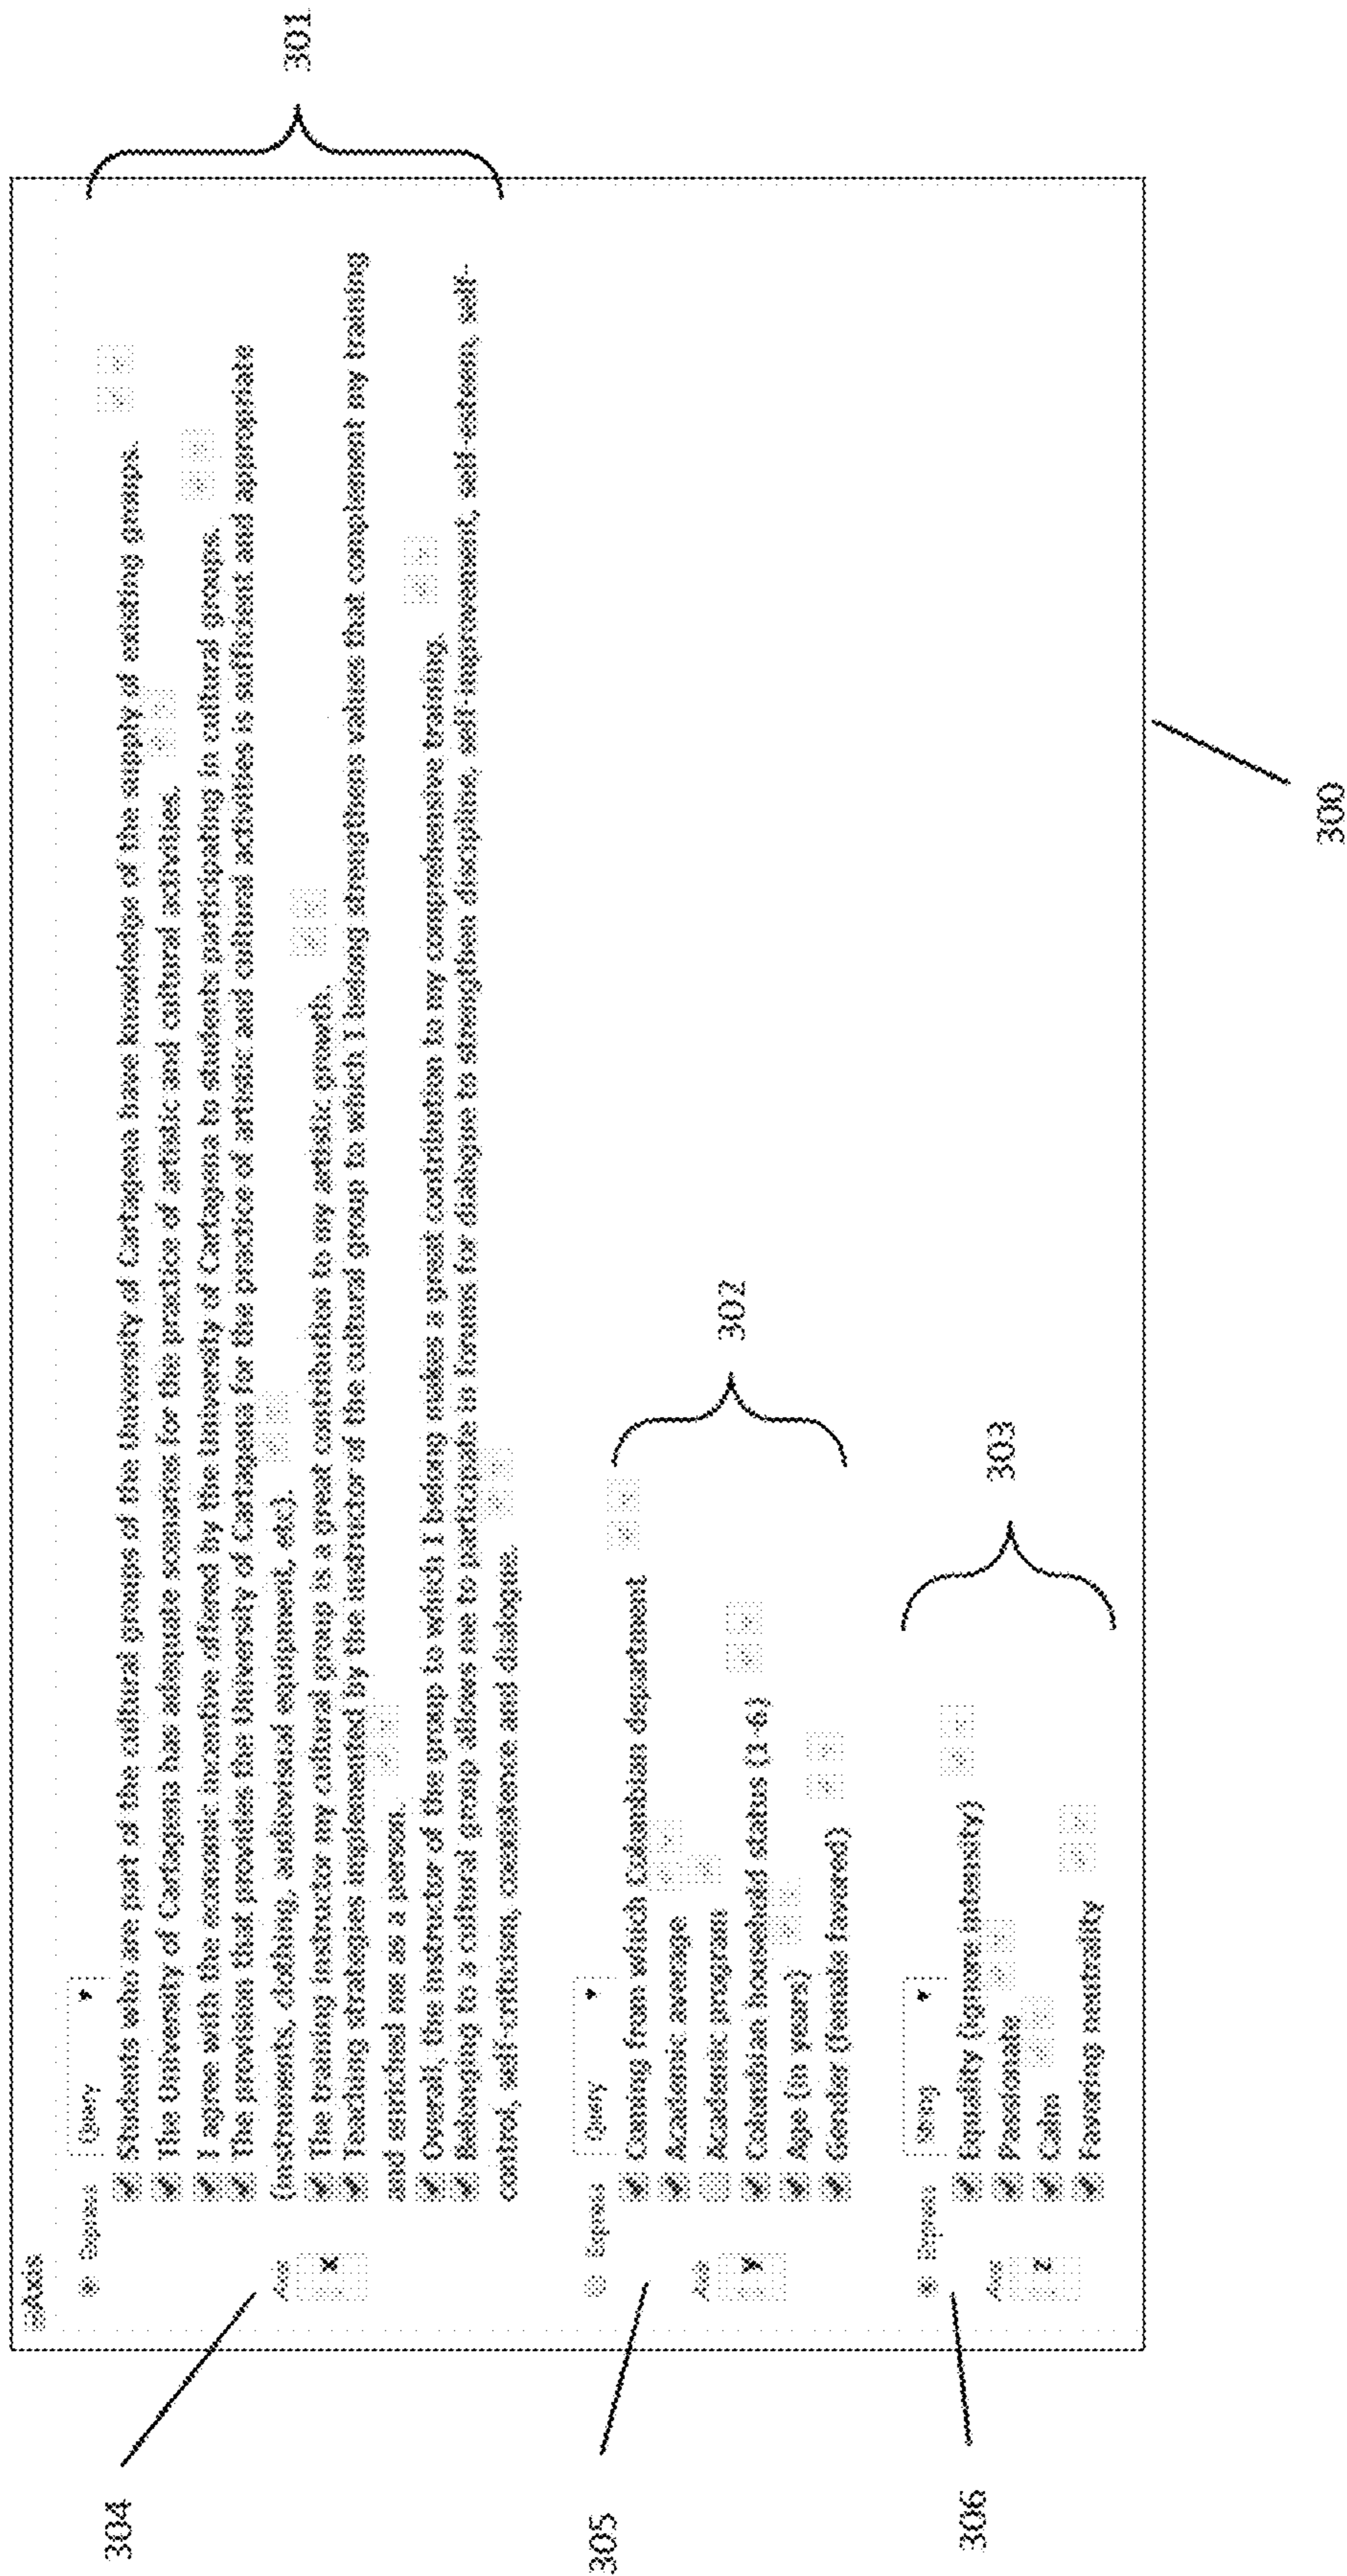 Axis
Express Query
Students who are part of the cultural groups of the University of Cartagena have knowledge of the supply of existing groups.
The University of Cartagena has adequate scenarios for the practice of artistic and cultural activities.
I agree with the economic incentive offered by the University of Cartagena to students participating in cultural groups.
The provision that provides the University of Cartagena for the practice of artistic and cultural activities is sufficient and appropriate
(instruments, clothing, audiovisual equipment, etc).
The training instructor my cultural group is a great contribution to my artistic growth.
Teaching strategies implemented by the instructor of the cultural group to which I belong strengthens values that complement my training
and enriched me as a person.
Overall, the instructor of the group to which I belong makes a great contribution to my comprehensive training.
Belonging to a cultural group allows me to participate in forums for dialogue to strengthen discipline, self-improvement, self-esteem, self-
control, self-criticism, coexistence and dialogue.
Axis
x
Express Query
Coming from which Columbian department
Academic average
Academic program
Colombian household status (1-6)
Age (in years)
Gender (female favored)
Axis
y
Express Query
Equality (ignore intensity)
Passionate
Calm
Favoring neutrality
Axis
z
301
302
303
304
305
306
300